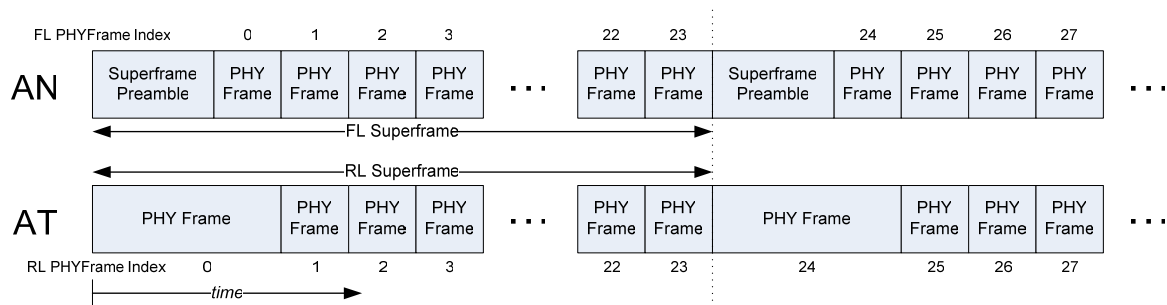 FL PHYFrame Index 0 1 2 3 22 23 24 25 26 27
AN
Superframe Preamble
PHY Frame
PHY Frame
PHY Frame
PHY Frame
...
PHY Frame
PHY Frame
Superframe Preamble
PHY Frame
PHY Frame
PHY Frame
PHY Frame
...
FL Superframe
RL Superframe
AT
PHY Frame
PHY Frame
PHY Frame
PHY Frame
...
PHY Frame
PHY Frame
PHY Frame
PHY Frame
PHY Frame
PHY Frame
...
RL PHYFrame Index 0 1 2 3 22 23 24 25 26 27
time